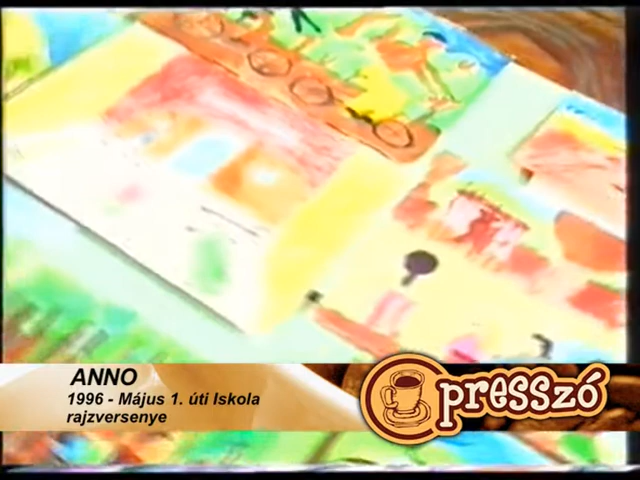 ANNO
1996 - Május 1. úti Iskola
rajzversenye
presszó